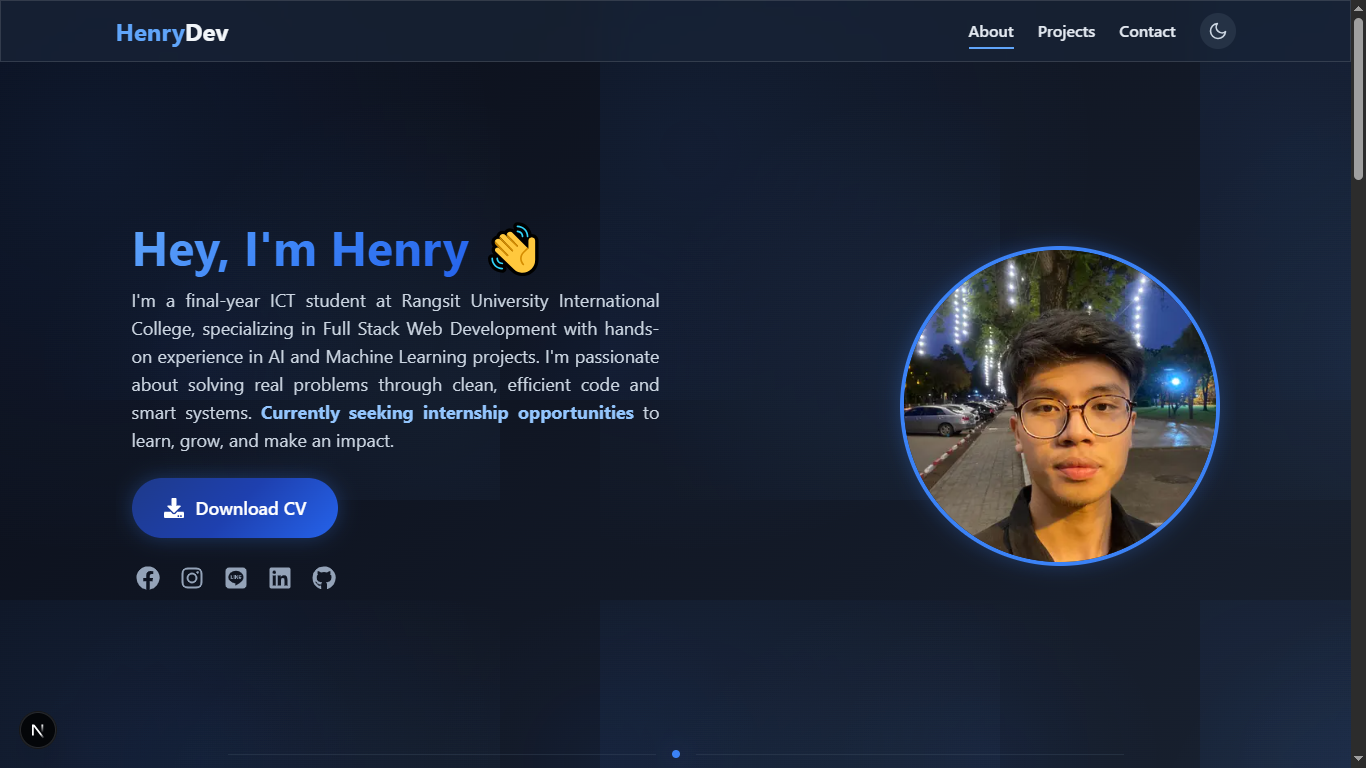 HenryDev
About
Projects
Contact
Hey, I'm Henry 👋
I'm a final-year ICT student at Rangsit University International
College, specializing in Full Stack Web Development with hands-
on experience in AI and Machine Learning projects. I'm passionate
about solving real problems through clean, efficient code and
smart systems. Currently seeking internship opportunities to
learn, grow, and make an impact.
Download CV
LINE
N